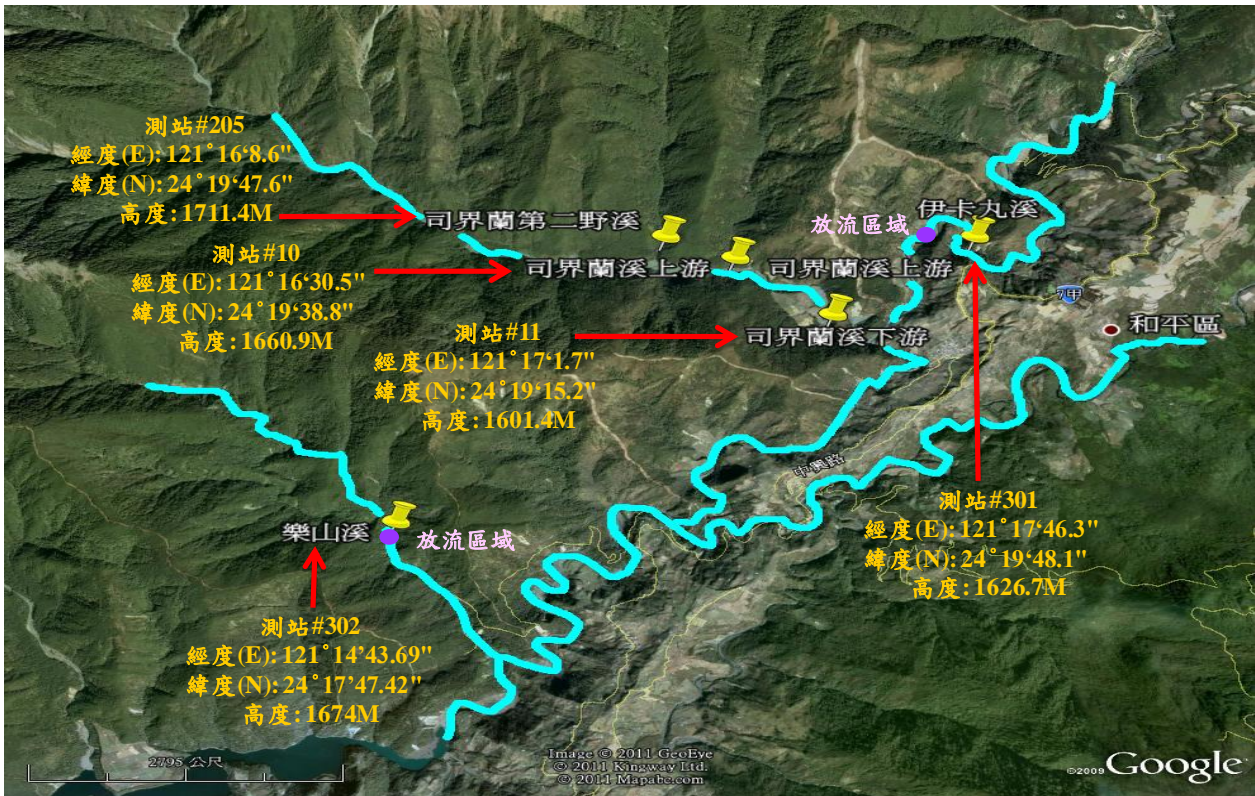 測站#205
經度(E):121°16‘8.6"
緯度(N):24°19‘47.6"
高度:1711.4M
司界蘭第二野溪
測站#10
經度(E):121°16‘30.5"
緯度(N):24°19‘38.8"
高度:1660.9M
司界蘭溪上游
司界蘭溪上游
放流區域
伊卡丸溪
7甲
和平區
測站#11
經度(E):121°17‘1.7"
緯度(N):24°19‘15.2"
高度:1601.4M
司界蘭溪下游
中興路
測站#301
經度(E):121°17‘46.3"
緯度(N):24°19‘48.1"
高度:1626.7M
樂山溪
放流區域
測站#302
經度(E):121°14’43.69"
緯度(N):24°17’47.42"
高度:1674M
2795 公尺
Image © 2011 GeoEye
© 2011 Kingway Ltd.
© 2011 Mapabc.com
©2009 Google